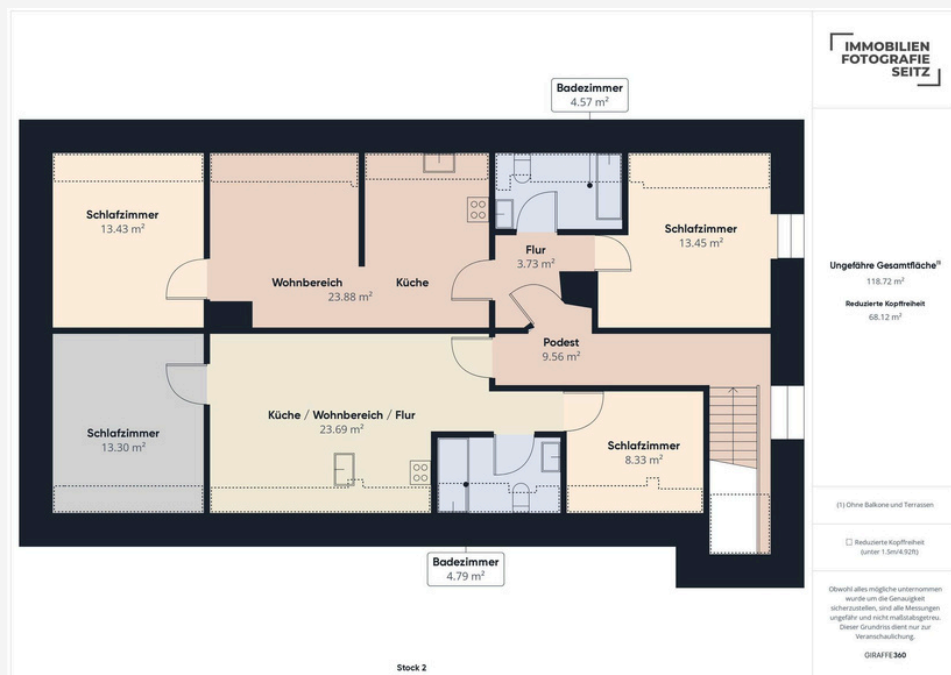 IMMOBILIEN
FOTOGRAFIE
SEITZ
Badezimmer
4.57 m²
Schlafzimmer
13.43 m²
Schlafzimmer
13.45 m²
Flur
3.73 m²
Wohnbereich
Küche
23.88 m²
Ungefähre Gesamtfläche⁽¹⁾
118.72 m²
Reduzierte Kopffreiheit
68.12 m²
Podest
9.56 m²
Küche / Wohnbereich / Flur
23.69 m²
Schlafzimmer
13.30 m²
Schlafzimmer
8.33 m²
Badezimmer
4.79 m²
(1) Ohne Balkone und Terrassen
Reduzierte Kopffreiheit
(unter 1.5m/4.92ft)
Obwohl alles mögliche unternommen
wurde um die Genauigkeit
sicherzustellen, sind alle Messungen
ungefähr und nicht maßstabsgetreu.
Dieser Grundriss dient nur zur
Veranschaulichung.
GIRAFFE360
Stock 2